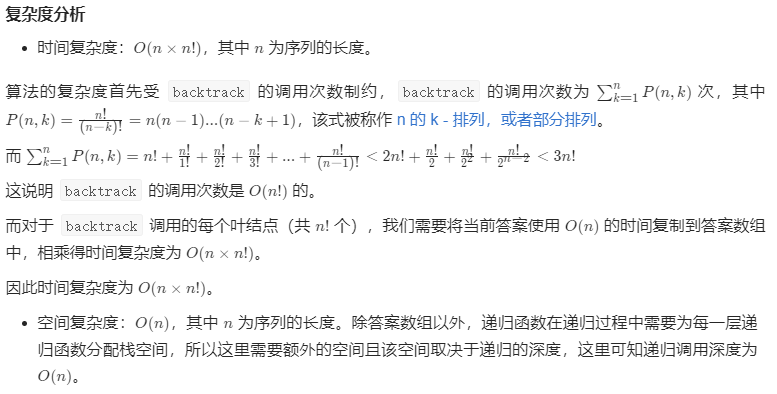 复杂度分析
• 时间复杂度：O(n × n!)，其中 n 为序列的长度。
算法的复杂度首先受 backtrack 的调用次数制约， backtrack 的调用次数为 ∑_{k=1}^{n} P(n, k) 次，其中
P(n, k) = \frac{n!}{(n−k)!} = n(n − 1)...(n − k + 1)，该式被称作 n 的 k - 排列，或者部分排列。
而 ∑_{k=1}^{n} P(n, k) = n! + \frac{n!}{1!} + \frac{n!}{2!} + \frac{n!}{3!} + ... + \frac{n!}{(n−1)!} < 2n! + \frac{n!}{2} + \frac{n!}{2^2} + \frac{n!}{2^{n−2}} < 3n!
这说明 backtrack 的调用次数是 O(n!) 的。
而对于 backtrack 调用的每个叶结点（共 n! 个），我们需要将当前答案使用 O(n) 的时间复制到答案数组
中，相乘得时间复杂度为 O(n × n!)。
因此时间复杂度为 O(n × n!)。
• 空间复杂度：O(n)，其中 n 为序列的长度。除答案数组以外，递归函数在递归过程中需要为每一层递
归函数分配栈空间，所以这里需要额外的空间且该空间取决于递归的深度，这里可知递归调用深度为
O(n)。